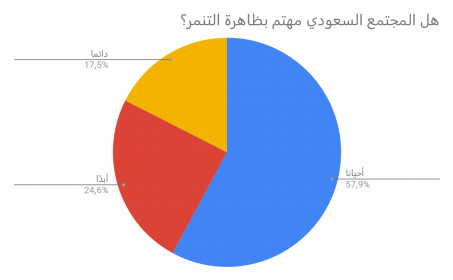 هل المجتمع السعودي مهتم بظاهرة التنمر؟
دائما
17,5%
أبدًا
24,6%
أحيانا
57,9%